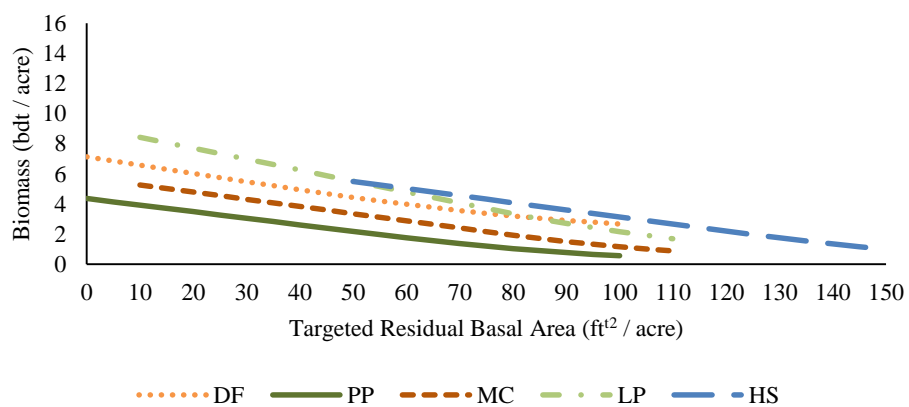 16
14
12
10
8
6
4
2
0
Biomass (bdt / acre)
0 10 20 30 40 50 60 70 80 90 100 110 120 130 140 150
Targeted Residual Basal Area (ft^t2 / acre)
DF PP MC LP HS